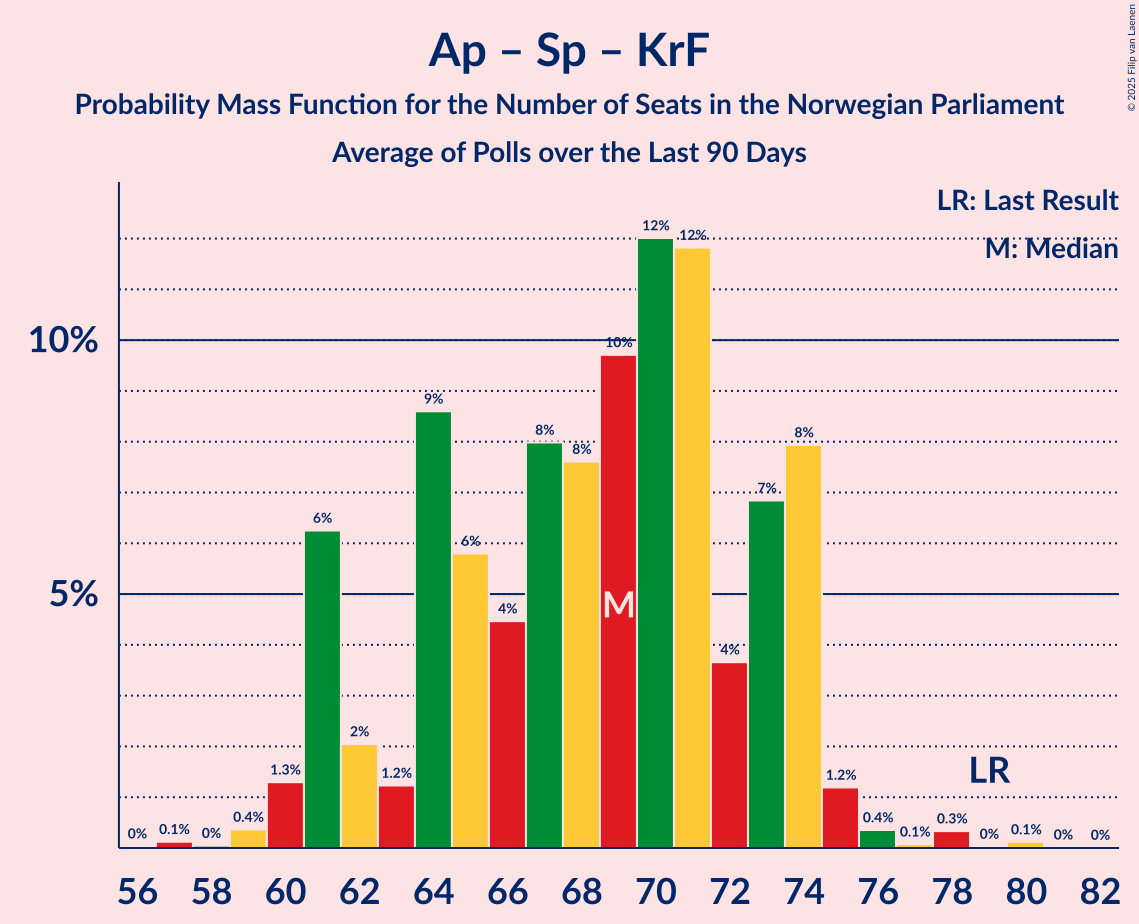 © 2025 Filip van Laenen
Ap – Sp – KrF
Probability Mass Function for the Number of Seats in the Norwegian Parliament
Average of Polls over the Last 90 Days
LR: Last Result
M: Median
10%
5%
0% 0.1% 0% 0.4% 1.3% 6% 2% 1.2% 9% 6% 4% 8% 8% 10% 12% 12% 4% 7% 8% 1.2% 0.4% 0.1% 0.3% 0% 0.1% 0% 0%
M
LR
56 58 60 62 64 66 68 70 72 74 76 78 80 82